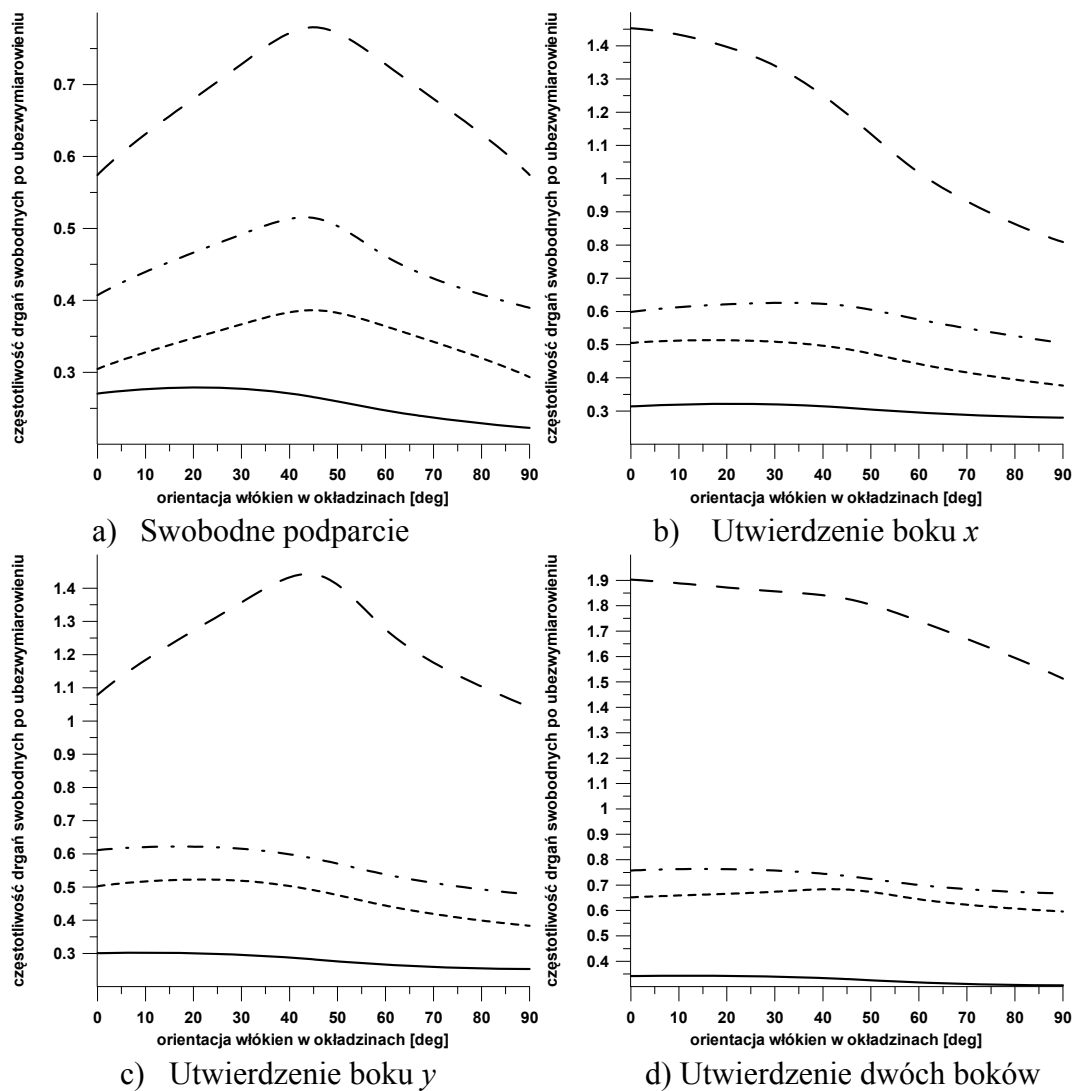 częstotliwość drgań swobodnych po ubezwymiarowieniu
0.7
0.6
0.5
0.4
0.3
0 10 20 30 40 50 60 70 80 90
orientacja włókien w okładzinach [deg]
a) Swobodne podparcie
częstotliwość drgań swobodnych po ubezwymiarowieniu
1.4
1.3
1.2
1.1
1
0.9
0.8
0.7
0.6
0.5
0.4
0.3
0 10 20 30 40 50 60 70 80 90
orientacja włókien w okładzinach [deg]
b) Utwierdzenie boku x
częstotliwość drgań swobodnych po ubezwymiarowieniu
1.4
1.3
1.2
1.1
1
0.9
0.8
0.7
0.6
0.5
0.4
0.3
0 10 20 30 40 50 60 70 80 90
orientacja włókien w okładzinach [deg]
c) Utwierdzenie boku y
częstotliwość drgań swobodnych po ubezwymiarowieniu
1.9
1.8
1.7
1.6
1.5
1.4
1.3
1.2
1.1
1
0.9
0.8
0.7
0.6
0.5
0.4
0 10 20 30 40 50 60 70 80 90
orientacja włókien w okładzinach [deg]
d) Utwierdzenie dwóch boków